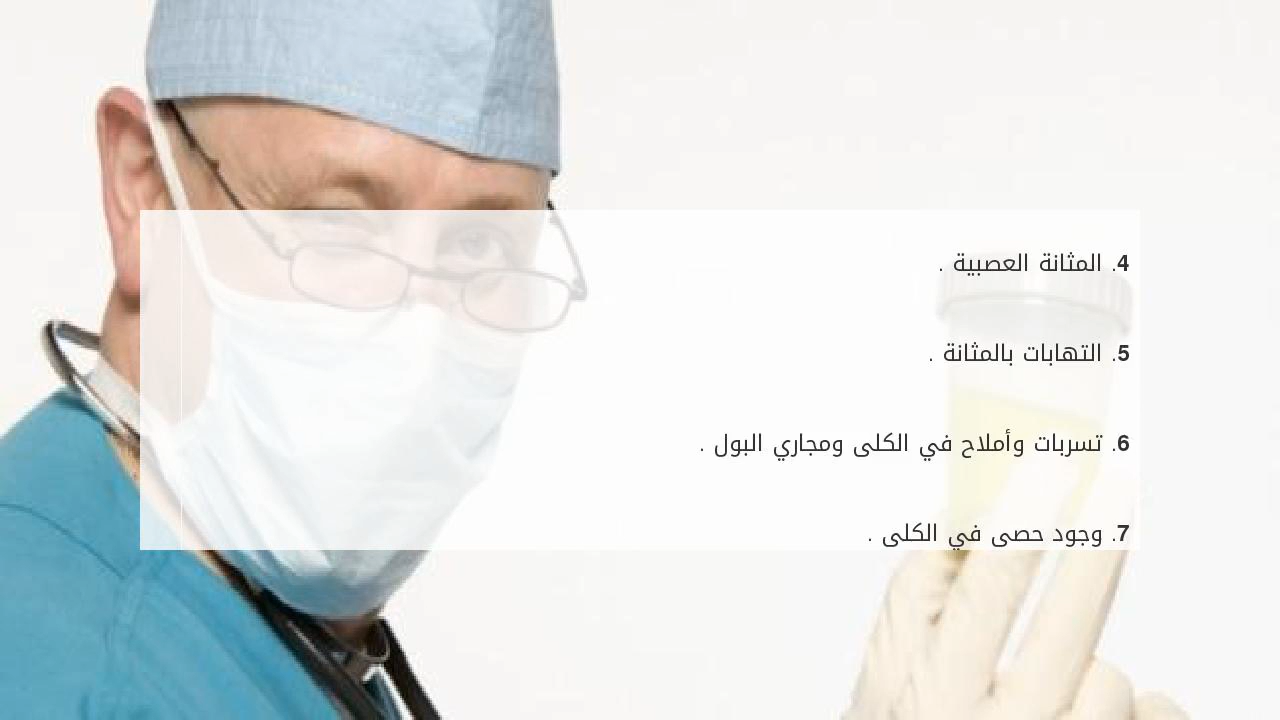 4. المثانة العصبية .
5. التهابات بالمثانة .
6. تسربات وأملاح في الكلى ومجاري البول .
7. وجود حصى في الكلى .